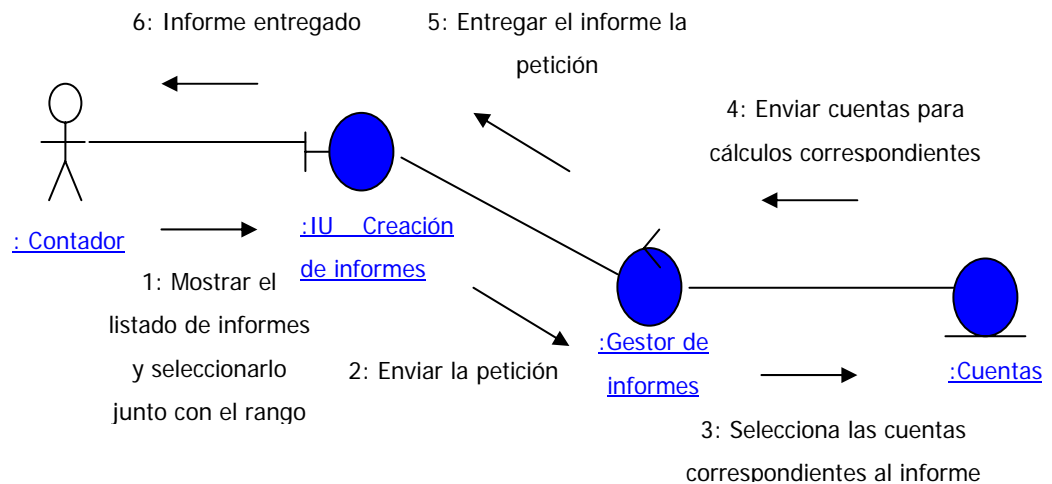 6: Informe entregado
5: Entregar el informe la
petición
4: Enviar cuentas para
cálculos correspondientes
: Contador
:IU Creación
de informes
1: Mostrar el
listado de informes
y seleccionarlo
junto con el rango
2: Enviar la petición
:Gestor de
informes
:Cuentas
3: Selecciona las cuentas
correspondientes al informe